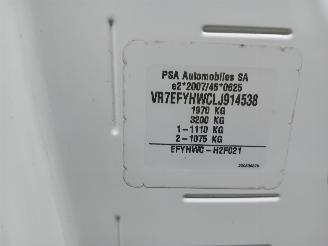 PSA Automobiles SA
e2*2007/46*0625
VR7EFYHWCLJ914538
1970 KG
3200 KG
1-1110 KG
2-1075 KG
EFYHWC-H2F021